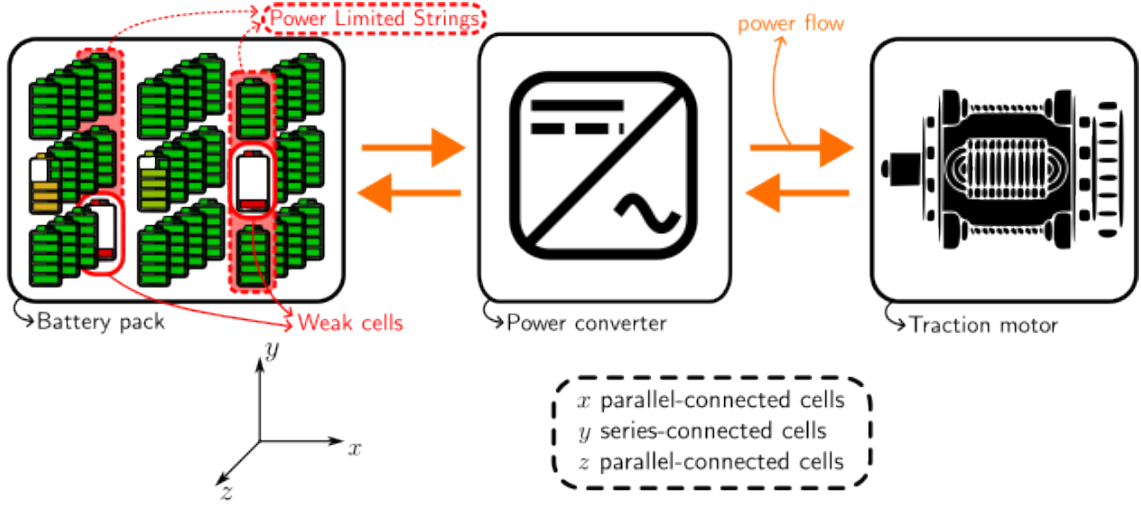 Power Limited Strings
power flow
Battery pack
Weak cells
Power converter
Traction motor
y
x
z
x parallel-connected cells
y series-connected cells
z parallel-connected cells